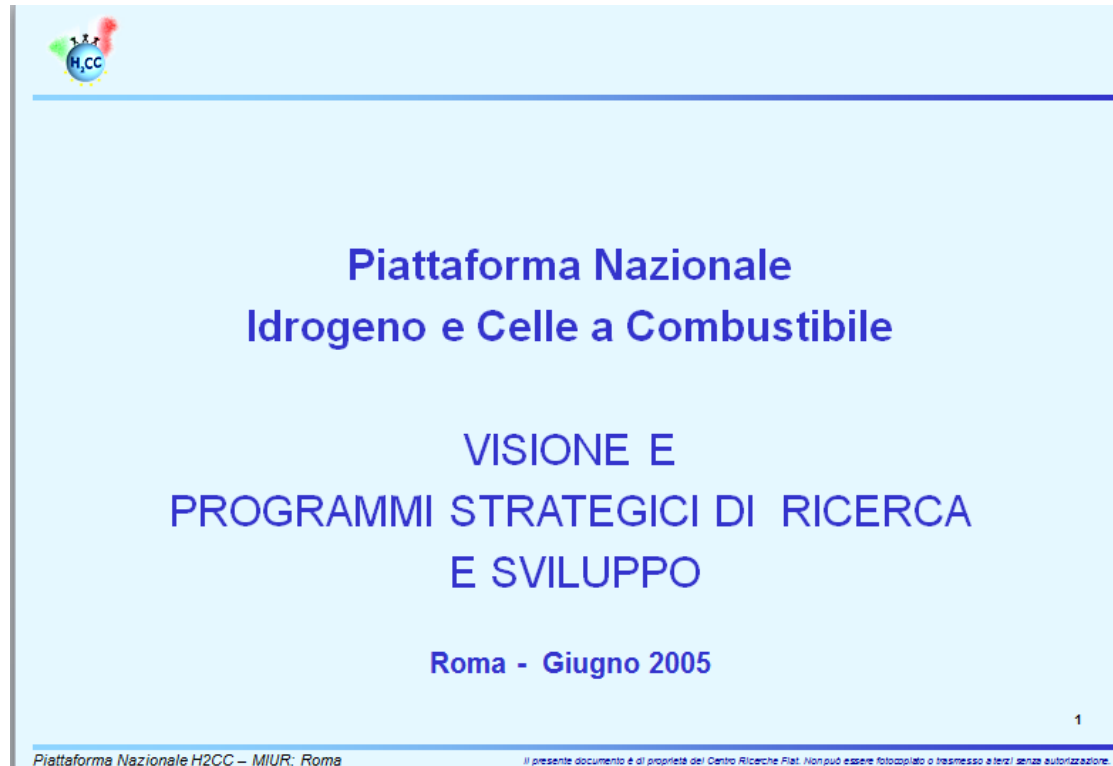 H2CC
Piattaforma Nazionale
Idrogeno e Celle a Combustibile
VISIONE E
PROGRAMMI STRATEGICI DI RICERCA
E SVILUPPO
Roma - Giugno 2005
1
Piattaforma Nazionale H2CC – MIUR; Roma
Il presente documento è di proprietà del Centro Ricerche Fiat. Non può essere fotocopiato o trasmesso a terzi senza autorizzazione.